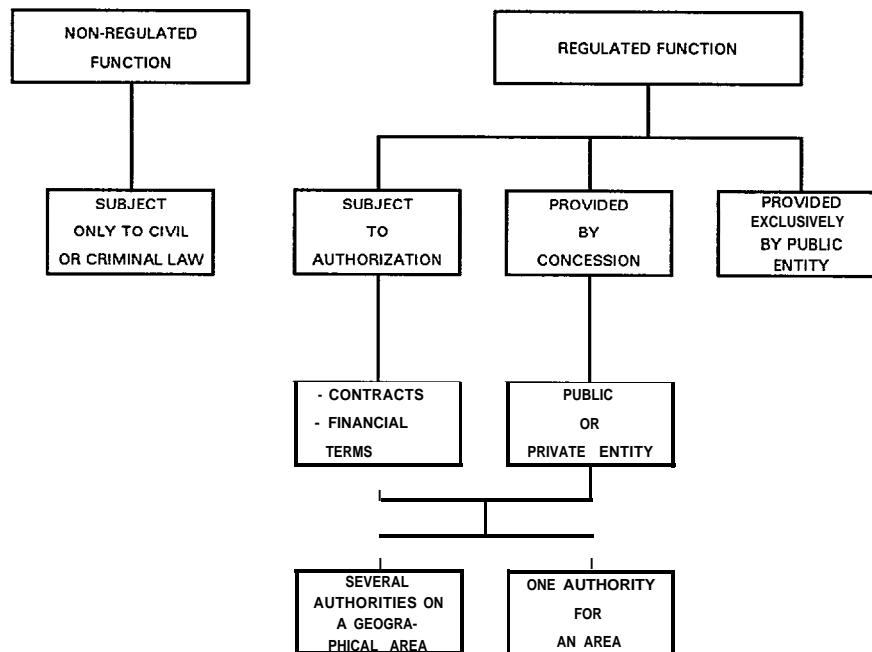 NON-REGULATED
FUNCTION
REGULATED FUNCTION
SUBJECT
ONLY TO CIVIL
OR CRIMINAL LAW
SUBJECT
TO
AUTHORIZATION
PROVIDED
BY
CONCESSION
PROVIDED
EXCLUSIVELY
BY PUBLIC
ENTITY
- CONTRACTS
- FINANCIAL
TERMS
PUBLIC
OR
PRIVATE ENTITY
SEVERAL
AUTHORITIES ON
A GEOGRA-
PHICAL AREA
ONE AUTHORITY
FOR
AN AREA